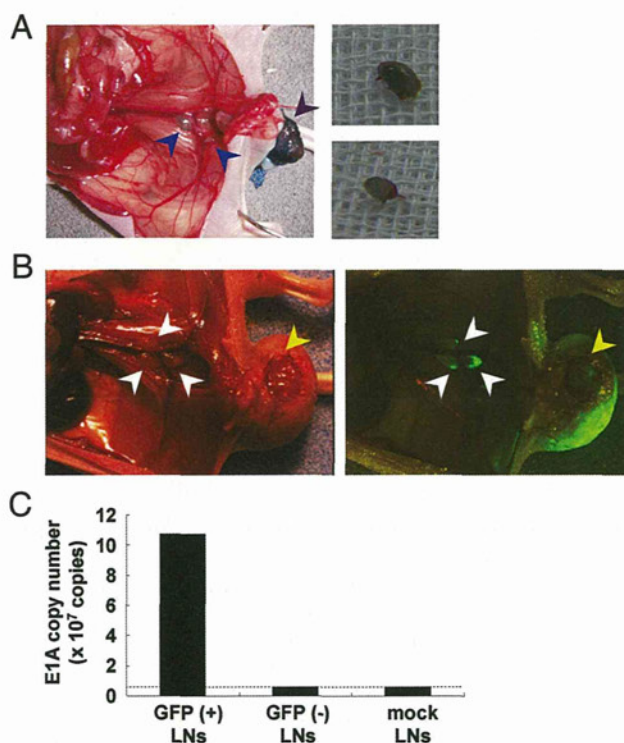 A
B
C
E1A copy number
(x 10⁷ copies)
12
10
8
6
4
2
0
GFP (+)
LNs
GFP (-)
LNs
mock
LNs